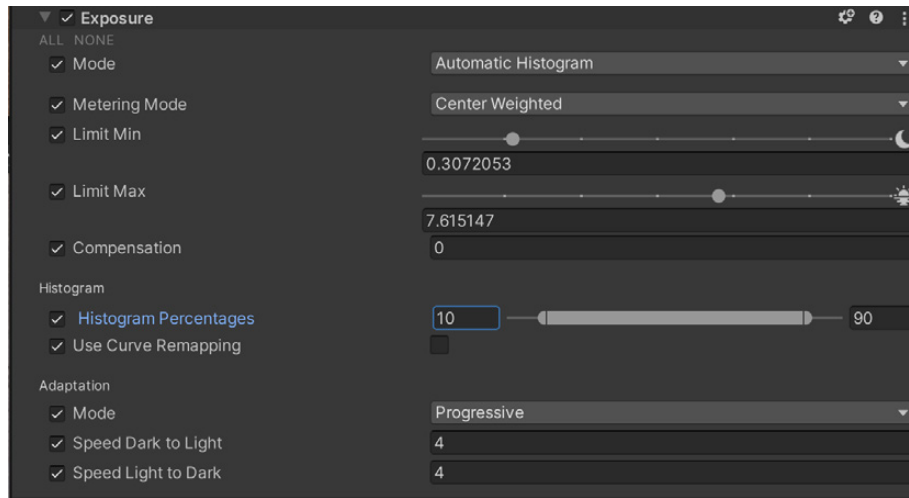 Exposure
ALL NONE
Mode Automatic Histogram
Metering Mode Center Weighted
Limit Min
0.3072053
Limit Max
7.615147
Compensation 0
Histogram
Histogram Percentages 10 90
Use Curve Remapping
Adaptation
Mode Progressive
Speed Dark to Light 4
Speed Light to Dark 4